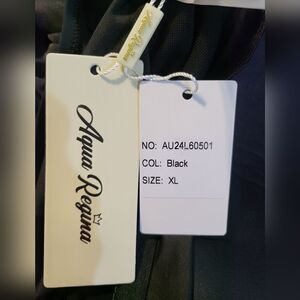 Aqua Regina
NO: AU24L60501
COL: Black
SIZE: XL